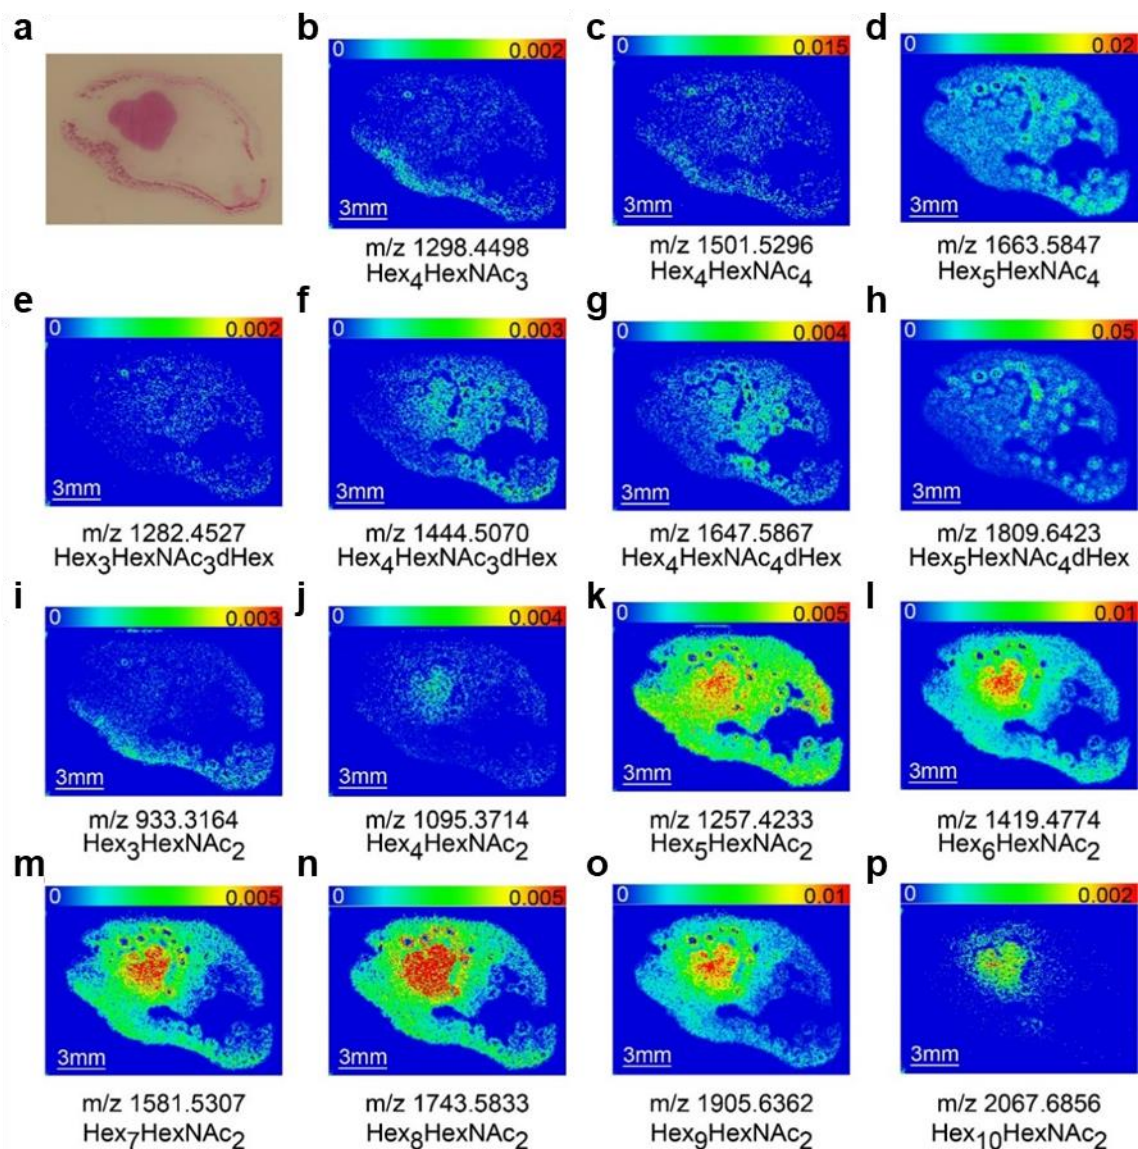 a b c d
0 0.002 0 0.015 0 0.02
3mm 3mm 3mm
m/z 1298.4498 m/z 1501.5296 m/z 1663.5847
Hex4HexNAc3 Hex4HexNAc4 Hex5HexNAc4
e f g h
0 0.002 0 0.003 0 0.004 0 0.05
3mm 3mm 3mm 3mm
m/z 1282.4527 m/z 1444.5070 m/z 1647.5867 m/z 1809.6423
Hex3HexNAc3dHex Hex4HexNAc3dHex Hex4HexNAc4dHex Hex5HexNAc4dHex
i j k l
0 0.003 0 0.004 0 0.005 0 0.01
3mm 3mm 3mm 3mm
m/z 933.3164 m/z 1095.3714 m/z 1257.4233 m/z 1419.4774
Hex3HexNAc2 Hex4HexNAc2 Hex5HexNAc2 Hex6HexNAc2
m n o p
0 0.005 0 0.005 0 0.01 0 0.002
3mm 3mm 3mm 3mm
m/z 1581.5307 m/z 1743.5833 m/z 1905.6362 m/z 2067.6856
Hex7HexNAc2 Hex8HexNAc2 Hex9HexNAc2 Hex10HexNAc2